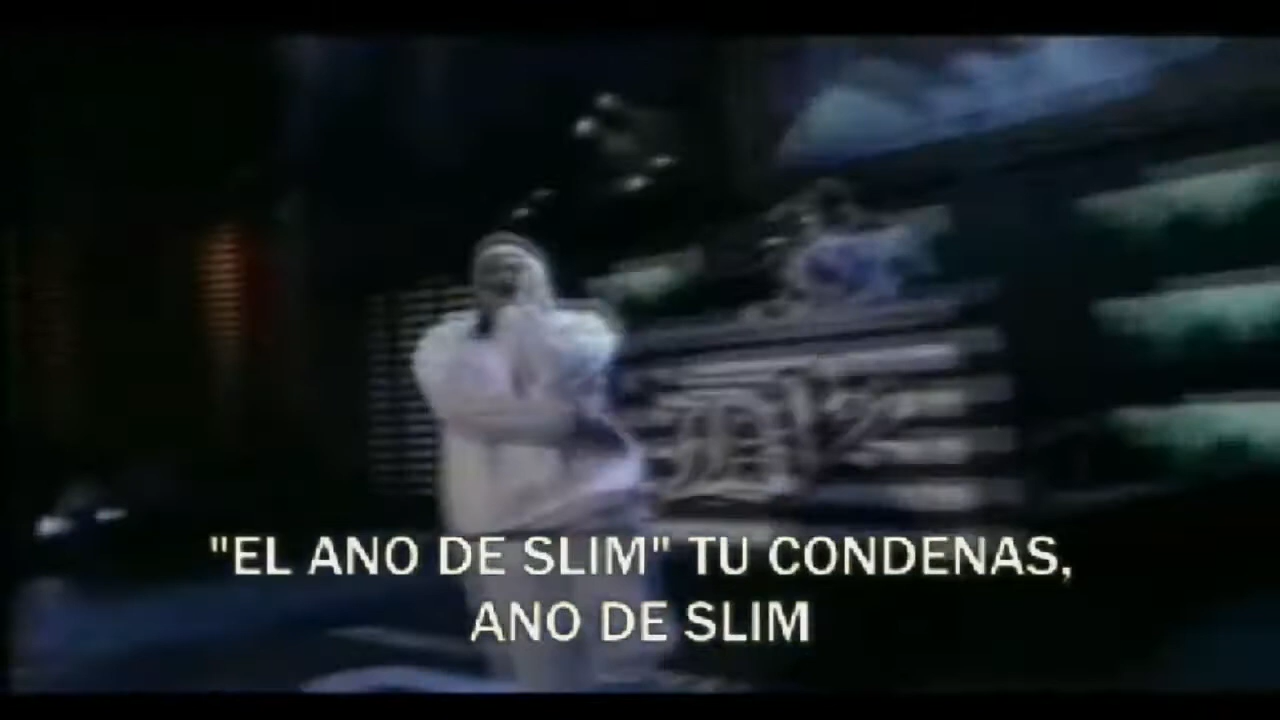 "EL ANO DE SLIM" TU CONDENAS,
ANO DE SLIM